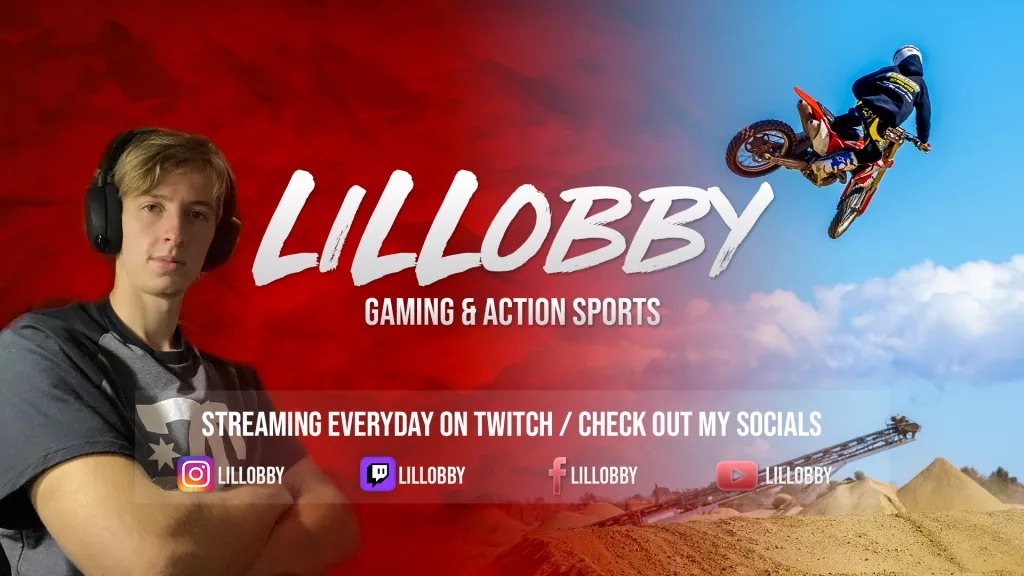 LILLOBBY
GAMING & ACTION SPORTS
STREAMING EVERYDAY ON TWITCH / CHECK OUT MY SOCIALS
LILLOBBY LILLOBBY LILLOBBY LILLOBBY